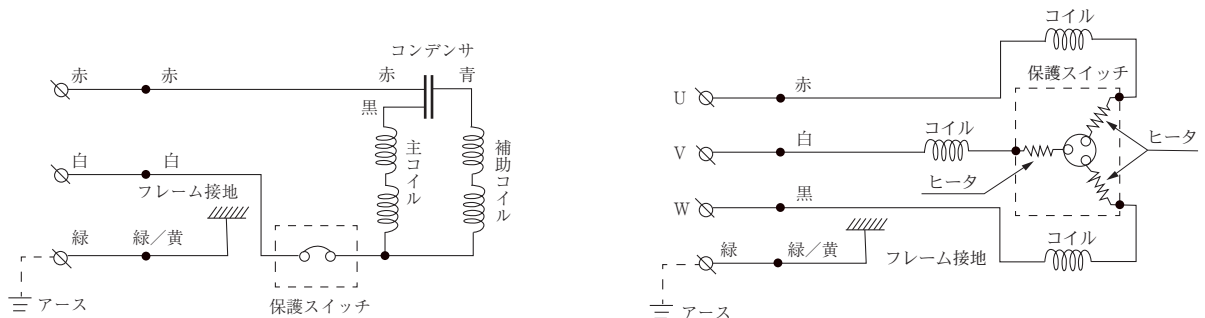 コンデンサ
赤
赤
赤
青
黒
主コイル
補助コイル
白
白
フレーム接地
緑
緑／黄
アース
保護スイッチ
コイル
保護スイッチ
U
赤
ヒータ
コイル
V
白
ヒータ
W
黒
コイル
緑
緑／黄
フレーム接地
アース